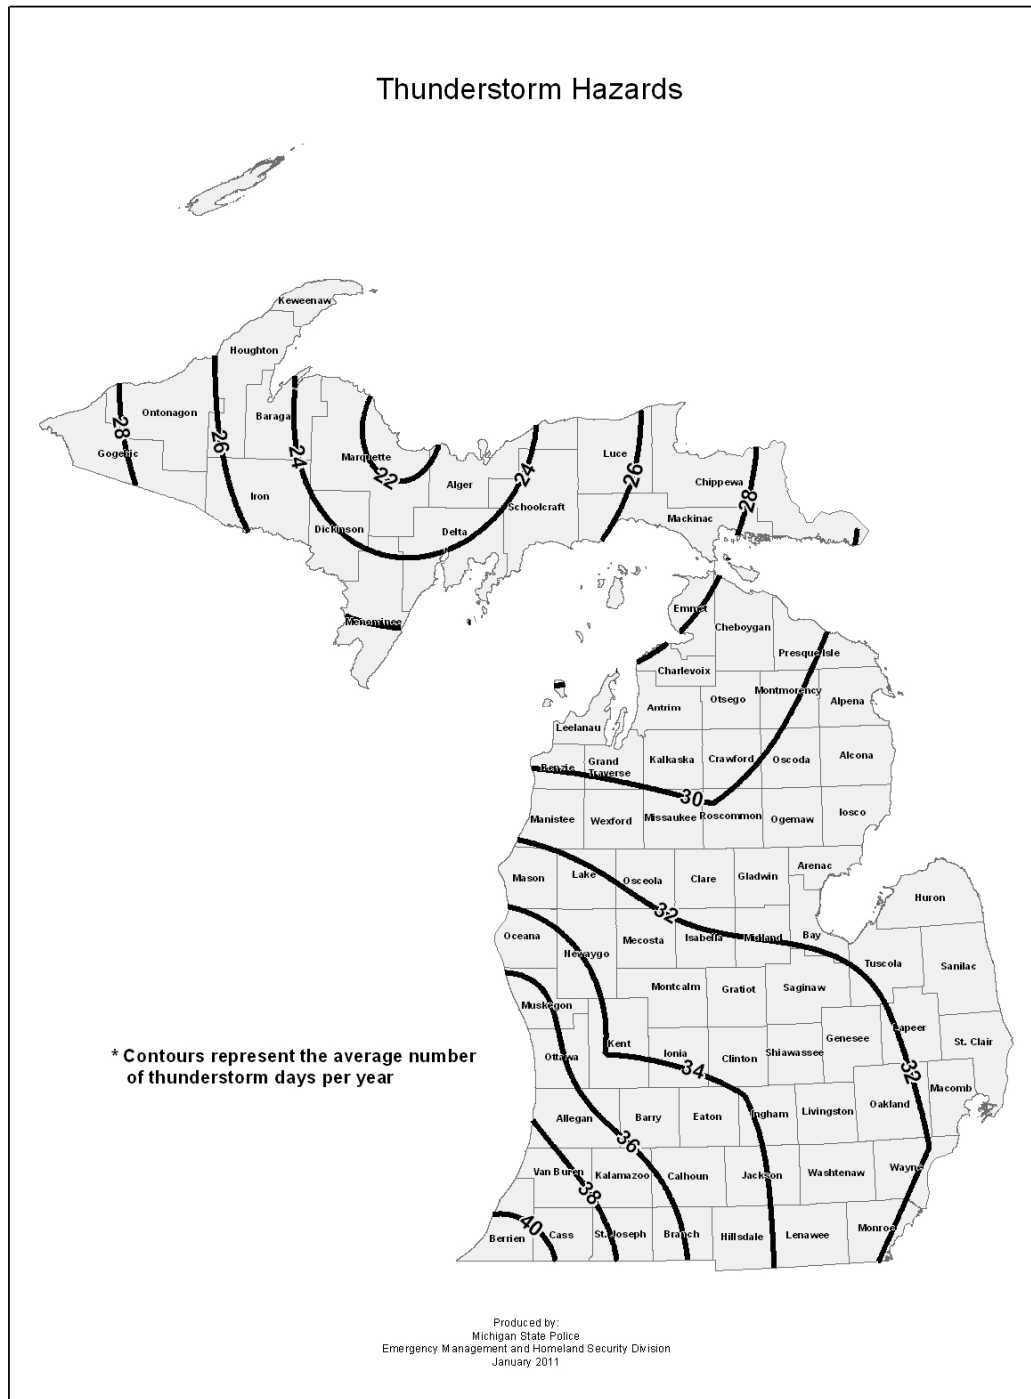 Thunderstorm Hazards
Keweenaw
Houghton
Ontonagon
Baraga
28
26
24
Gogebic
Marquette
22
Luce
24
26
Alger
Chippewa
28
Iron
Schoolcraft
Mackinac
Dickinson
Delta
Menominee
Emmet
Cheboygan
Presque Isle
Charlevoix
Montmorency
Otsego
Antrim
Alpena
Leelanau
Benzie
Grand
Traverse
Kalkaska
Crawford
Oscoda
Alcona
30
Manistee
Wexford
Missaukee
Roscommon
Ogemaw
Iosco
Mason
Lake
Osceola
Clare
Gladwin
Arenac
Huron
32
Oceana
Newaygo
Mecosta
Isabella
Midland
Bay
Tuscola
Sanilac
Montcalm
Gratiot
Saginaw
Muskegon
Lapeer
Genesee
St. Clair
* Contours represent the average number
of thunderstorm days per year
Ottawa
Kent
Ionia
Clinton
Shiawassee
34
32
Macomb
Oakland
Allegan
Barry
Eaton
Ingham
Livingston
36
Van Buren
Kalamazoo
Calhoun
Jackson
Washtenaw
Wayne
38
40
Berrien
Cass
St. Joseph
Branch
Hillsdale
Lenawee
Monroe
Produced by:
Michigan State Police
Emergency Management and Homeland Security Division
January 2011